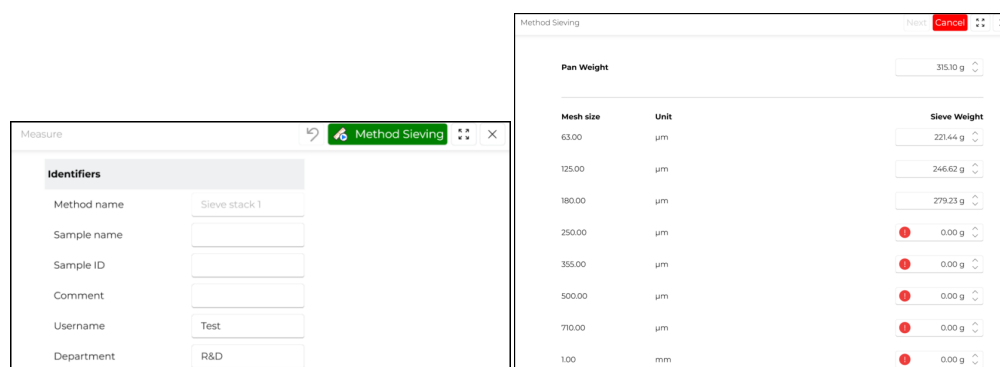 Measure
Method Sieving
Identifiers
Method name Sieve stack 1
Sample name
Sample ID
Comment
Username Test
Department R&D
Method Sieving Next Cancel
Pan Weight 315.10 g
Mesh size Unit Sieve Weight
63.00 µm 221.44 g
125.00 µm 246.62 g
180.00 µm 279.23 g
250.00 µm ! 0.00 g
355.00 µm ! 0.00 g
500.00 µm ! 0.00 g
710.00 µm ! 0.00 g
1.00 mm ! 0.00 g